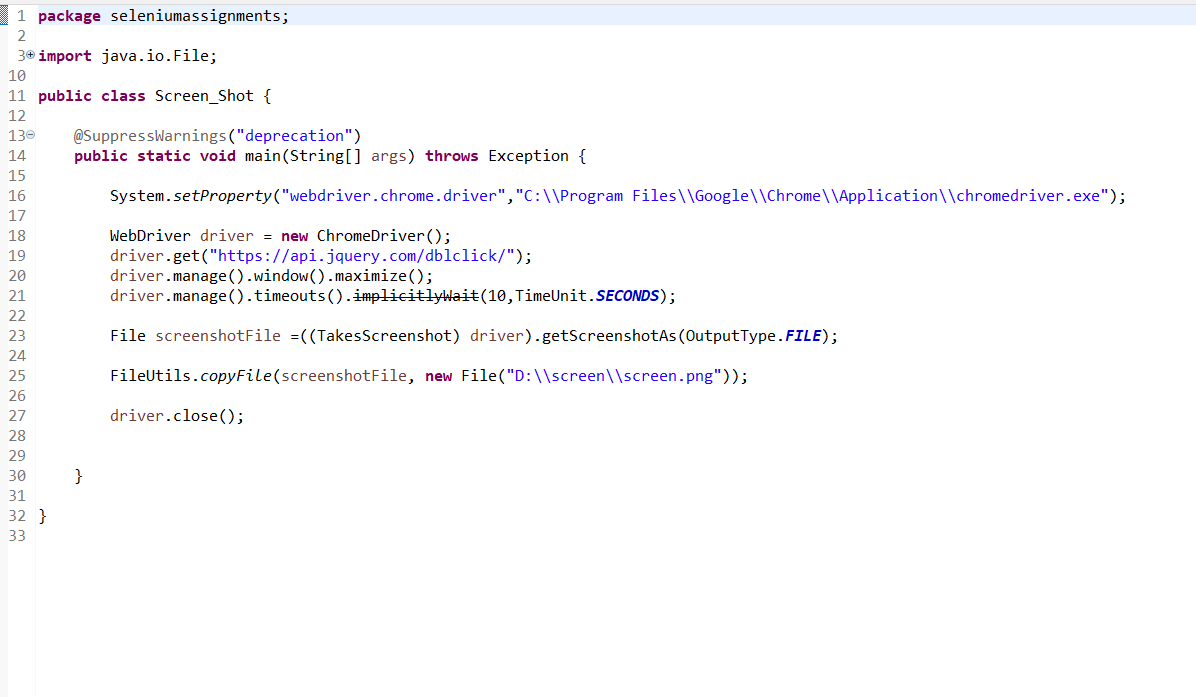 1 package seleniumassignments;
2
3 import java.io.File;
10
11 public class Screen_Shot {
12
13 @SuppressWarnings("deprecation")
14 public static void main(String[] args) throws Exception {
15
16 System.setProperty("webdriver.chrome.driver","C:\\Program Files\\Google\\Chrome\\Application\\chromedriver.exe");
17
18 WebDriver driver = new ChromeDriver();
19 driver.get("https://api.jquery.com/dblclick/");
20 driver.manage().window().maximize();
21 driver.manage().timeouts().implicitlyWait(10,TimeUnit.SECONDS);
22
23 File screenshotFile =((TakesScreenshot) driver).getScreenshotAs(OutputType.FILE);
24
25 FileUtils.copyFile(screenshotFile, new File("D:\\screen\\screen.png"));
26
27 driver.close();
28
29
30 }
31
32 }
33